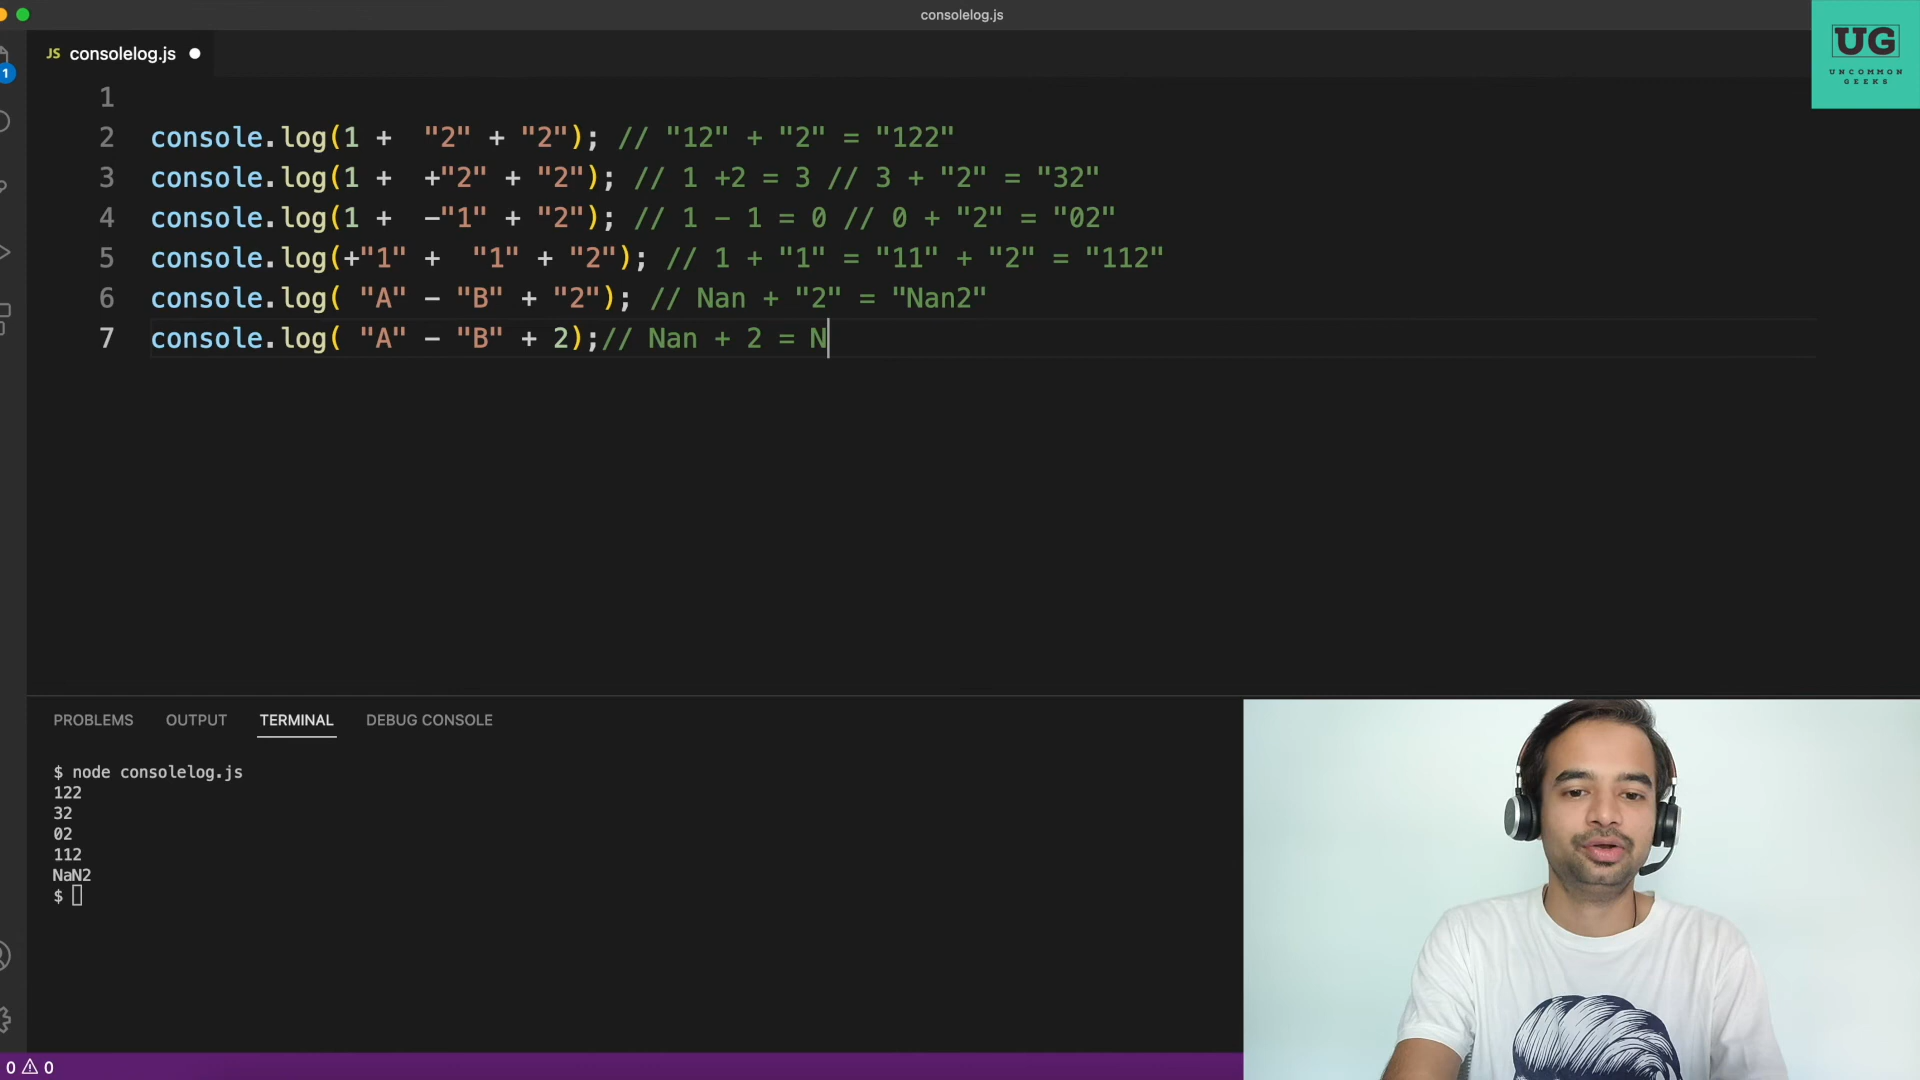 consolelog.js
UG
UNCOMMON
GEEKS
JS consolelog.js
1
1
2 console.log(1 +  "2" + "2"); // "12" + "2" = "122"
3 console.log(1 +  +"2" + "2"); // 1 +2 = 3 // 3 + "2" = "32"
4 console.log(1 +  -"1" + "2"); // 1 - 1 = 0 // 0 + "2" = "02"
5 console.log(+"1" +  "1" + "2"); // 1 + "1" = "11" + "2" = "112"
6 console.log( "A" - "B" + "2"); // Nan + "2" = "Nan2"
7 console.log( "A" - "B" + 2);// Nan + 2 = N
PROBLEMS OUTPUT TERMINAL DEBUG CONSOLE
$ node consolelog.js
122
32
02
112
NaN2
$
0 0